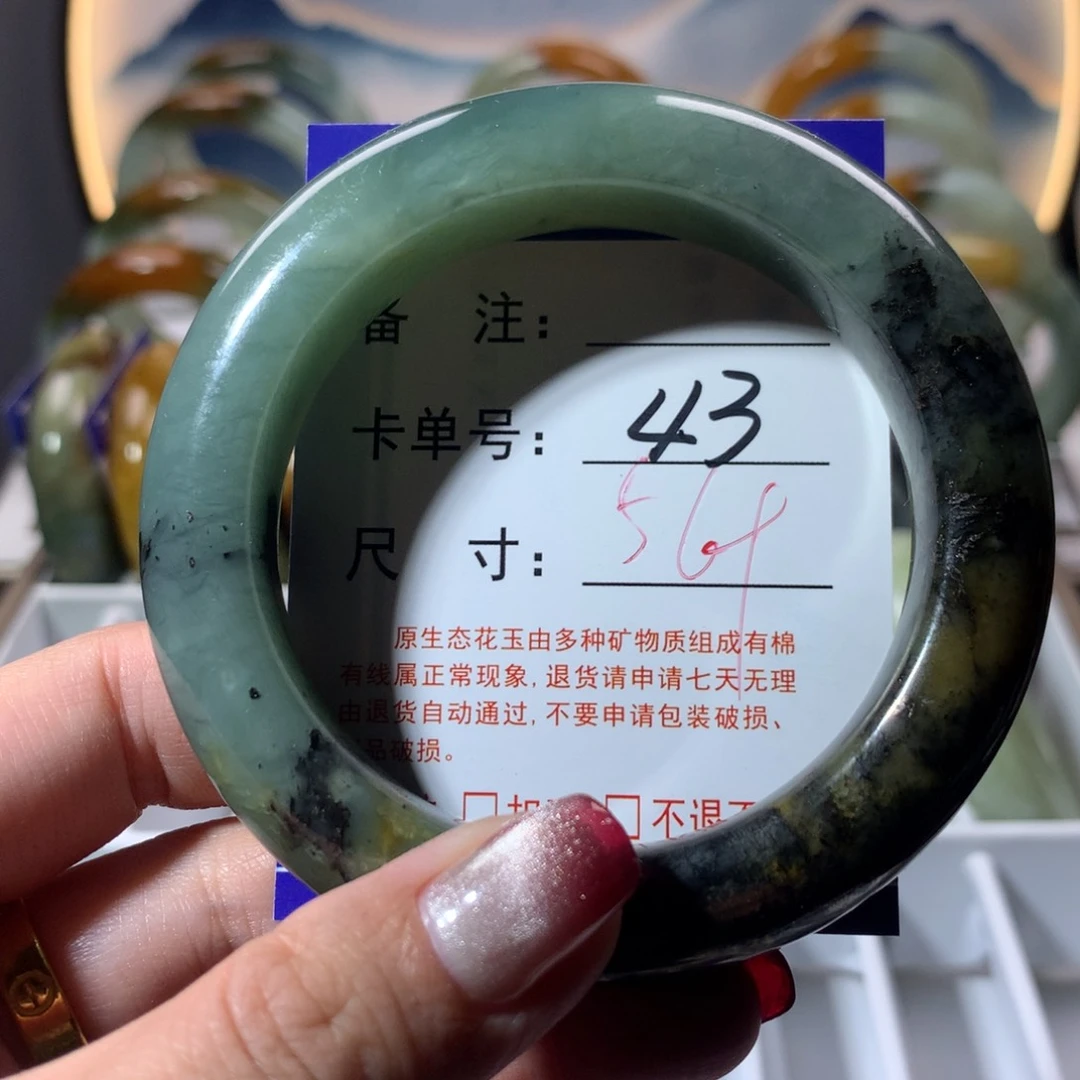 备 注：
卡单号： 43
尺 寸： 56
原生态花玉由多种矿物质组成有棉
有线属正常现象，退货请申请七天无理
由退货自动通过，不要申请包装破损、
品破损。
□ □不退